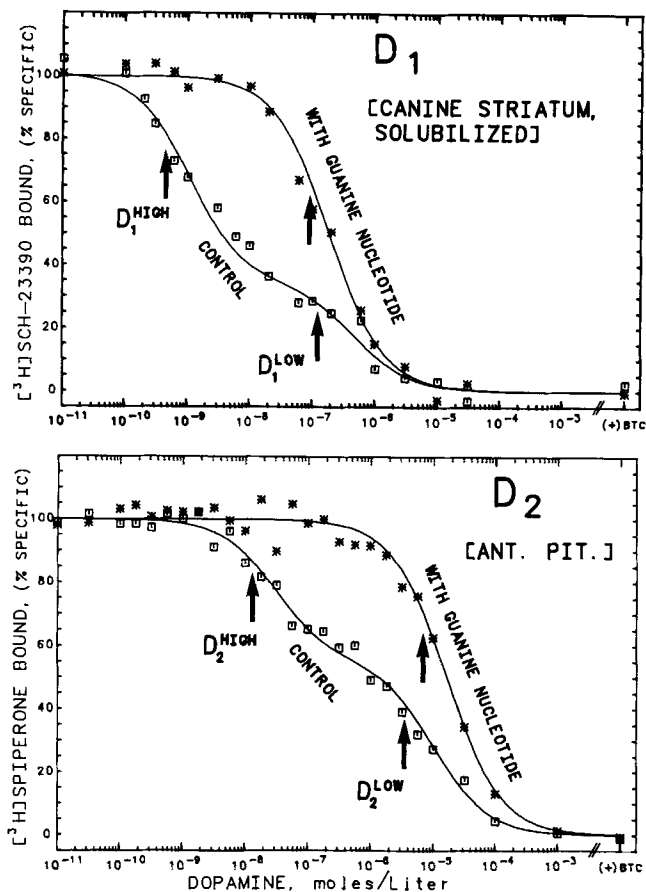 D1
[CANINE STRIATUM,
SOLUBILIZED]
[³H]SCH-23390 BOUND, (% SPECIFIC)
100
80
60
40
20
0
WITH GUANINE NUCLEOTIDE
D1HIGH
CONTROL
D1LOW
10⁻¹¹ 10⁻¹⁰ 10⁻⁹ 10⁻⁸ 10⁻⁷ 10⁻⁶ 10⁻⁵ 10⁻⁴ 10⁻³ (+)BTC
D2
[ANT. PIT.]
[³H]SPIPERONE BOUND, (% SPECIFIC)
100
80
60
40
20
0
WITH GUANINE NUCLEOTIDE
D2HIGH
CONTROL
D2LOW
10⁻¹¹ 10⁻¹⁰ 10⁻⁹ 10⁻⁸ 10⁻⁷ 10⁻⁶ 10⁻⁵ 10⁻⁴ 10⁻³ (+)BTC
DOPAMINE, moles/Liter